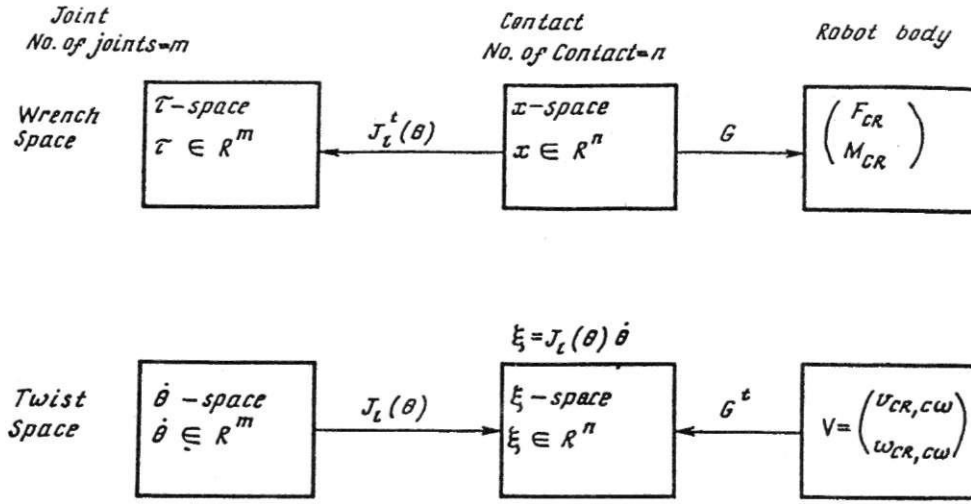 Joint
No. of joints=m
Contact
No. of Contact=n
Robot body
Wrench
Space
τ-space
τ ∈ R^m
J_l^t(θ)
x-space
x ∈ R^n
G
( F_CR
M_CR )
ξ=J_l(θ) θ̇
Twist
Space
θ̇ -space
θ̇ ∈ R^m
J_l(θ)
ξ-space
ξ ∈ R^n
G^t
V=( υ_CR,cω
ω_CR,cω )